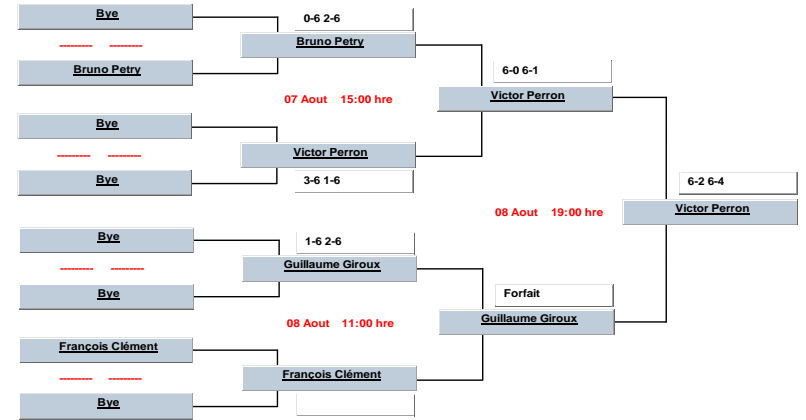 Bye
0-6 2-6
Bruno Petry
--------- ---------
Bruno Petry
6-0 6-1
07 Aout 15:00 hre
Victor Perron
Bye
--------- ---------
Victor Perron
Bye
3-6 1-6
6-2 6-4
08 Aout 19:00 hre
Victor Perron
Bye
1-6 2-6
--------- ---------
Guillaume Giroux
Bye
Forfait
08 Aout 11:00 hre
Guillaume Giroux
François Clément
--------- ---------
François Clément
Bye